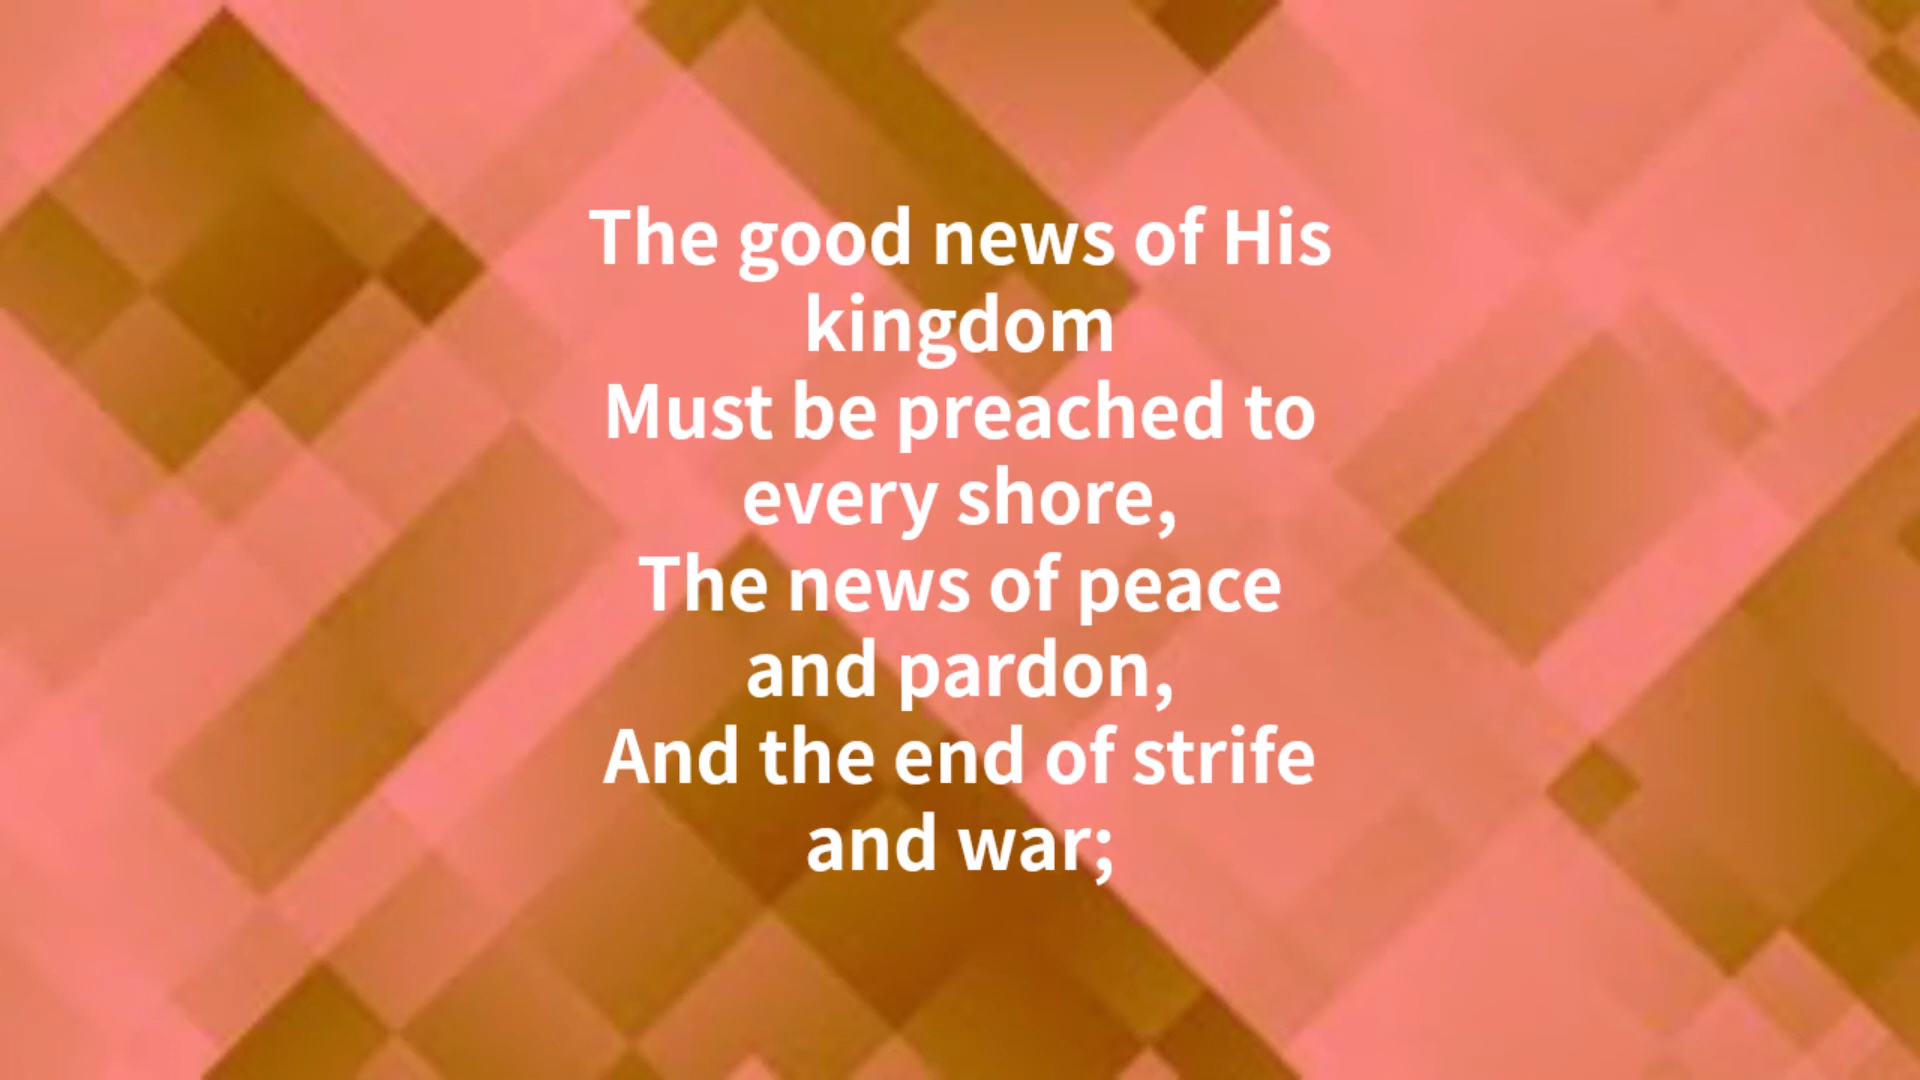 The good news of His
kingdom
Must be preached to
every shore,
The news of peace
and pardon,
And the end of strife
and war;